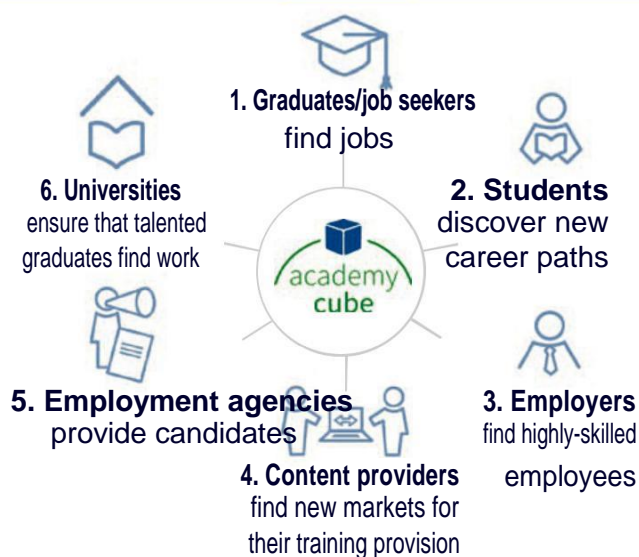 1. Graduates/job seekers
find jobs
2. Students
discover new
career paths
3. Employers
find highly-skilled
employees
4. Content providers
find new markets for
their training provision
5. Employment agencies
provide candidates
6. Universities
ensure that talented
graduates find work
academy
cube